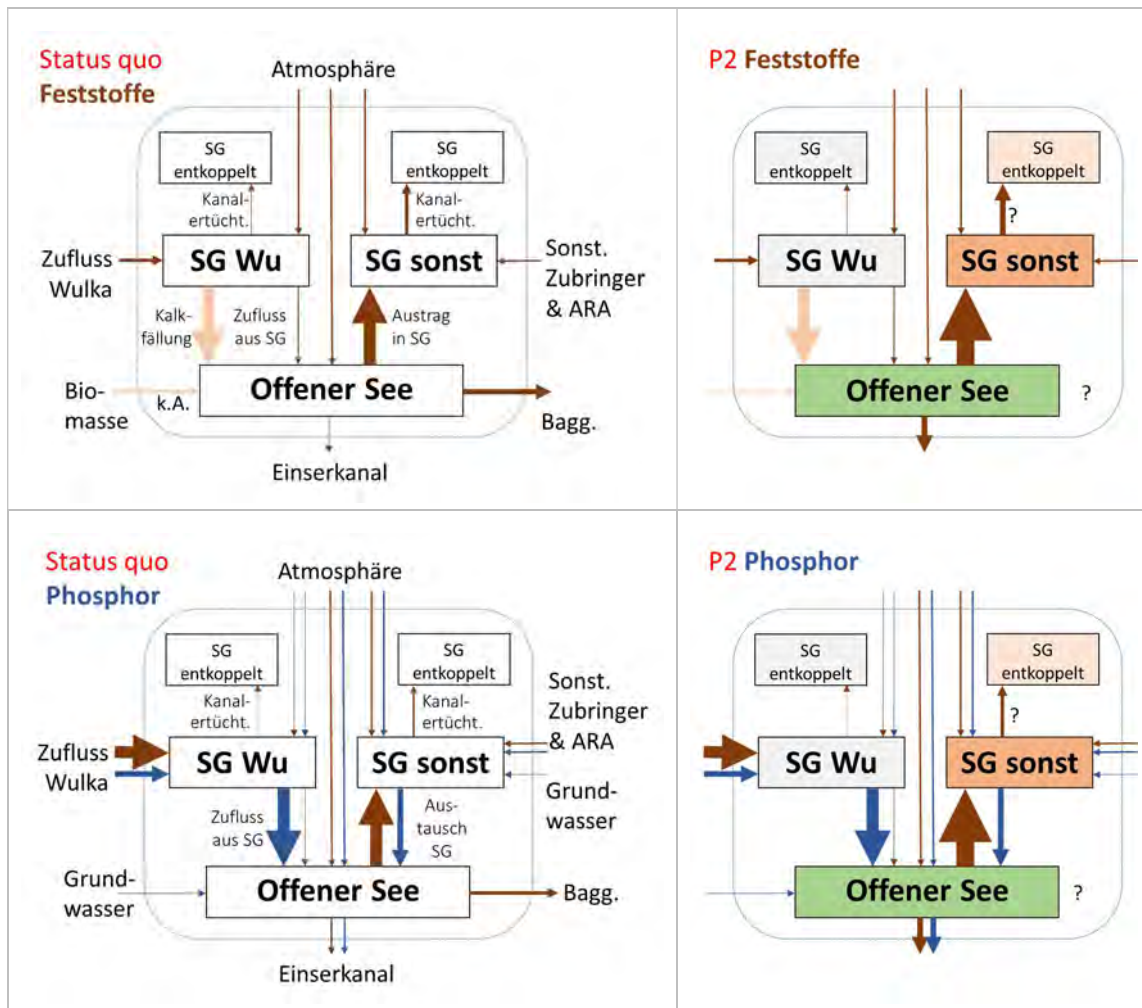 Status quo
Feststoffe
Atmosphäre
SG
entkoppelt
SG
entkoppelt
Kanal-
ertücht.
Kanal-
ertücht.
Zufluss
Wulka
SG Wu
SG sonst
Sonst.
Zubringer
& ARA
Kalk-
fällung
Zufluss
aus SG
Austrag
in SG
Bio-
masse
k.A.
Offener See
Bagg.
Einserkanal
P2 Feststoffe
SG
entkoppelt
SG
entkoppelt
?
SG Wu
SG sonst
Offener See
?
Status quo
Phosphor
Atmosphäre
SG
entkoppelt
SG
entkoppelt
Kanal-
ertücht.
Kanal-
ertücht.
Sonst.
Zubringer
& ARA
Zufluss
Wulka
SG Wu
SG sonst
Grund-
wasser
Zufluss
aus SG
Aus-
tausch
SG
Grund-
wasser
Offener See
Bagg.
Einserkanal
P2 Phosphor
SG
entkoppelt
SG
entkoppelt
?
SG Wu
SG sonst
Offener See
?